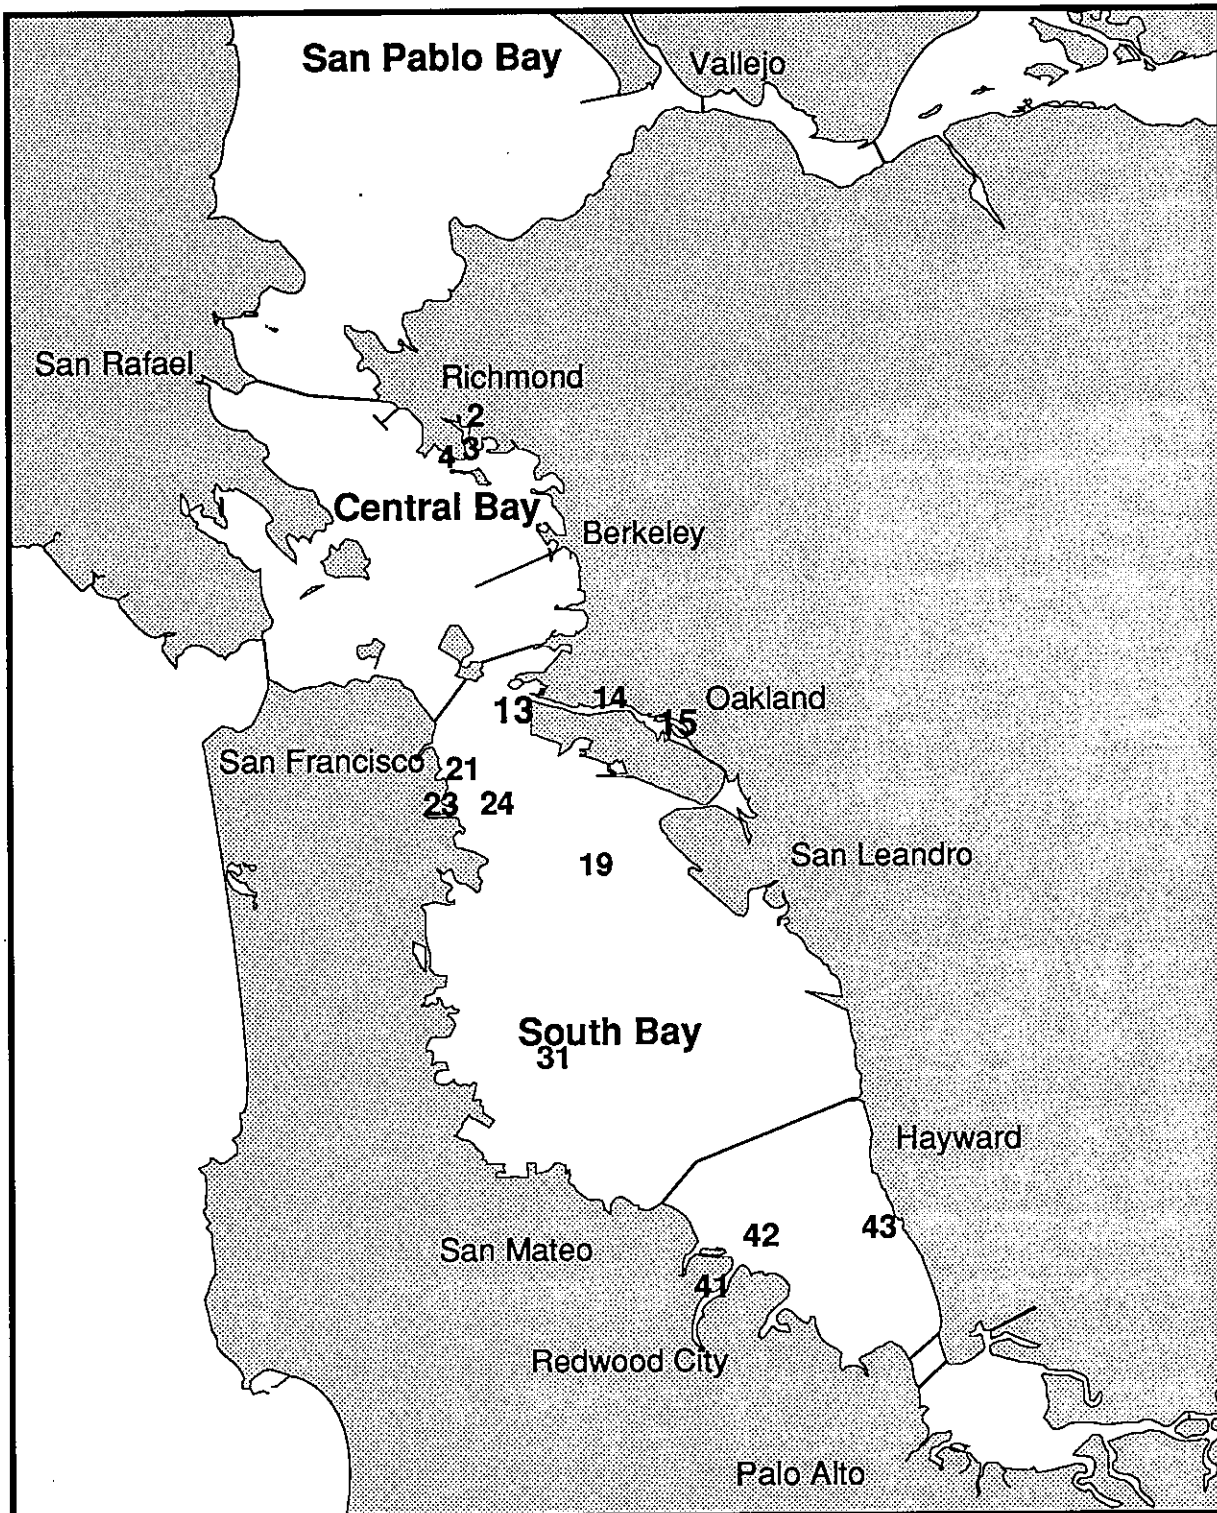 San Pablo Bay
Vallejo
San Rafael
Richmond
2
3
4
Central Bay
Berkeley
13
14
15
Oakland
San Francisco
21
23
24
19
San Leandro
South Bay
31
Hayward
43
42
San Mateo
41
Redwood City
Palo Alto